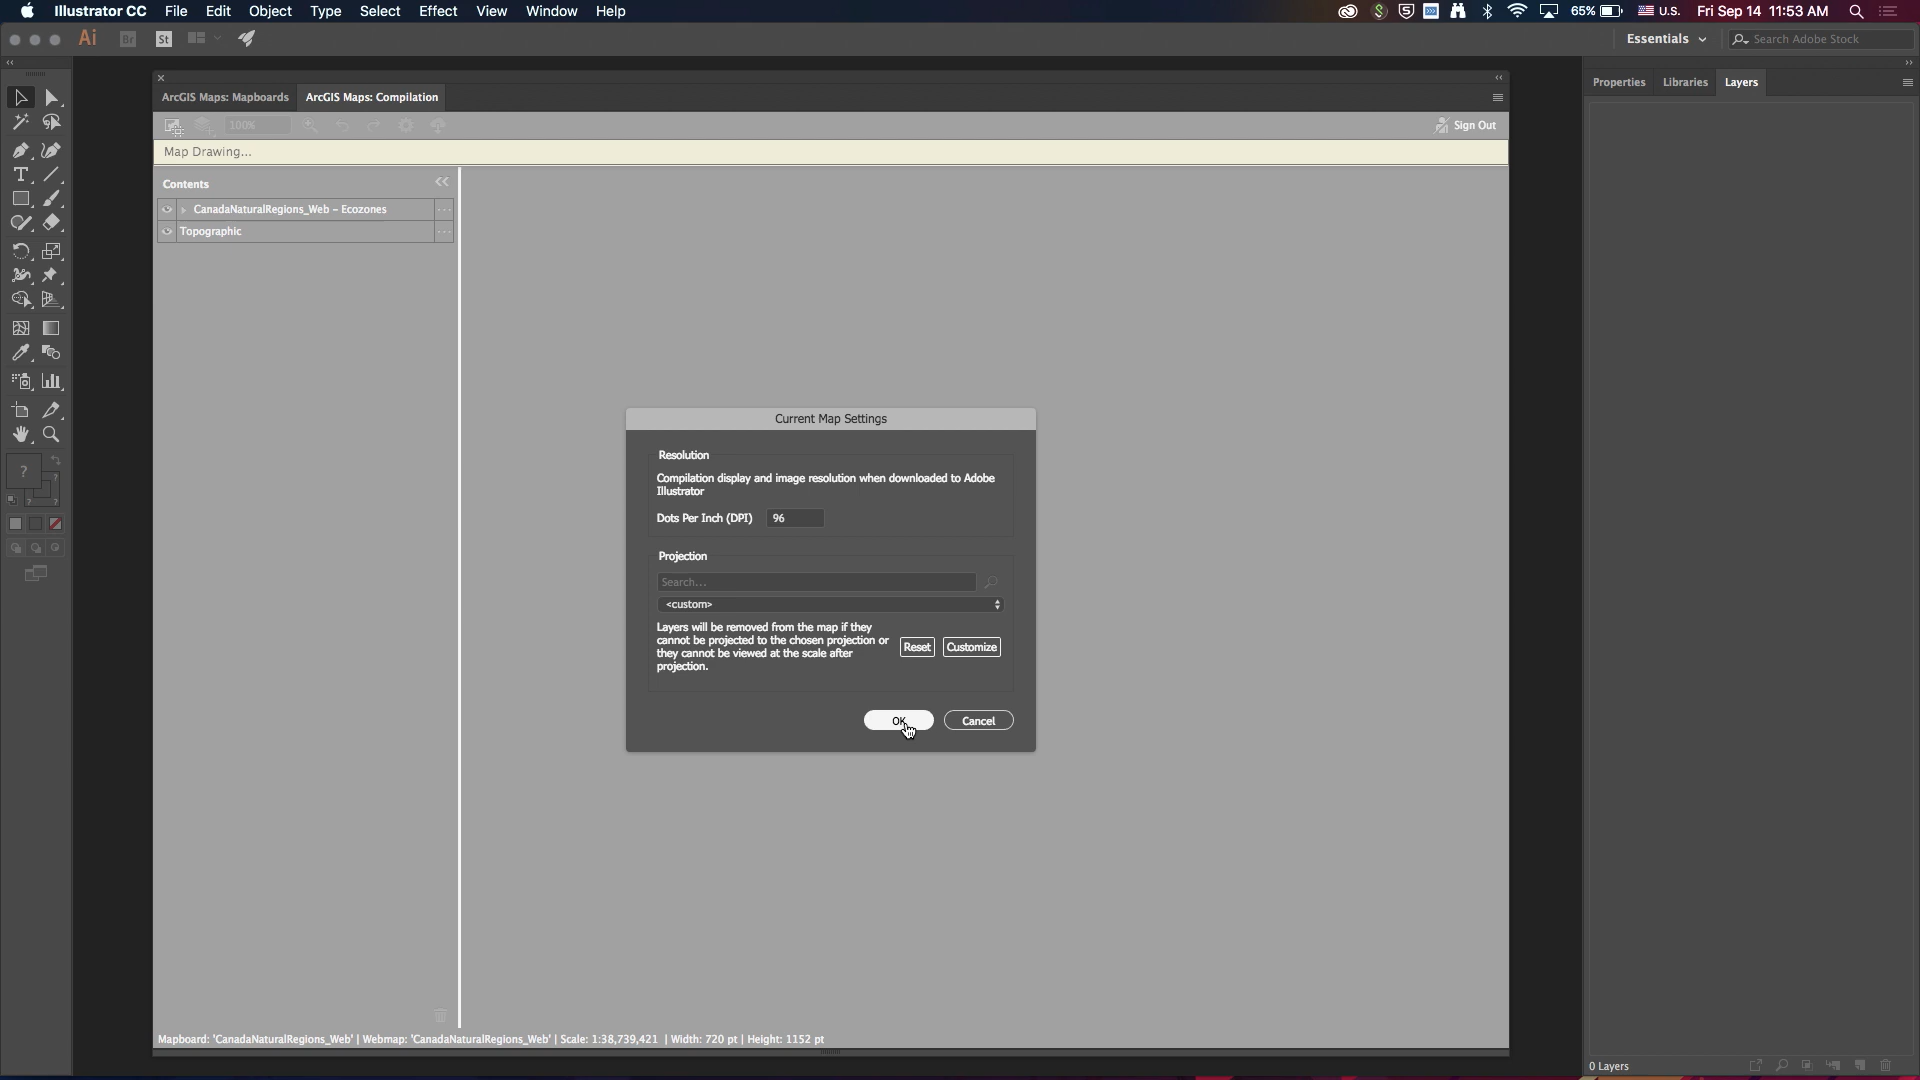 Illustrator CC File Edit Object Type Select Effect View Window Help
65% U.S. Fri Sep 14 11:53 AM
Ai Br St
Essentials
Search Adobe Stock
ArcGIS Maps: Mapboards
ArcGIS Maps: Compilation
Properties
Libraries
Layers
100%
Sign Out
Map Drawing...
Contents
CanadaNaturalRegions_Web - Ecozones
Topographic
Current Map Settings
Resolution
Compilation display and image resolution when downloaded to Adobe
Illustrator
Dots Per Inch (DPI) 96
Projection
Search...
<custom>
Layers will be removed from the map if they
cannot be projected to the chosen projection or
they cannot be viewed at the scale after
projection.
Reset
Customize
OK
Cancel
Mapboard: 'CanadaNaturalRegions_Web' | Webmap: 'CanadaNaturalRegions_Web' | Scale: 1:38,739,421 | Width: 720 pt | Height: 1152 pt
0 Layers